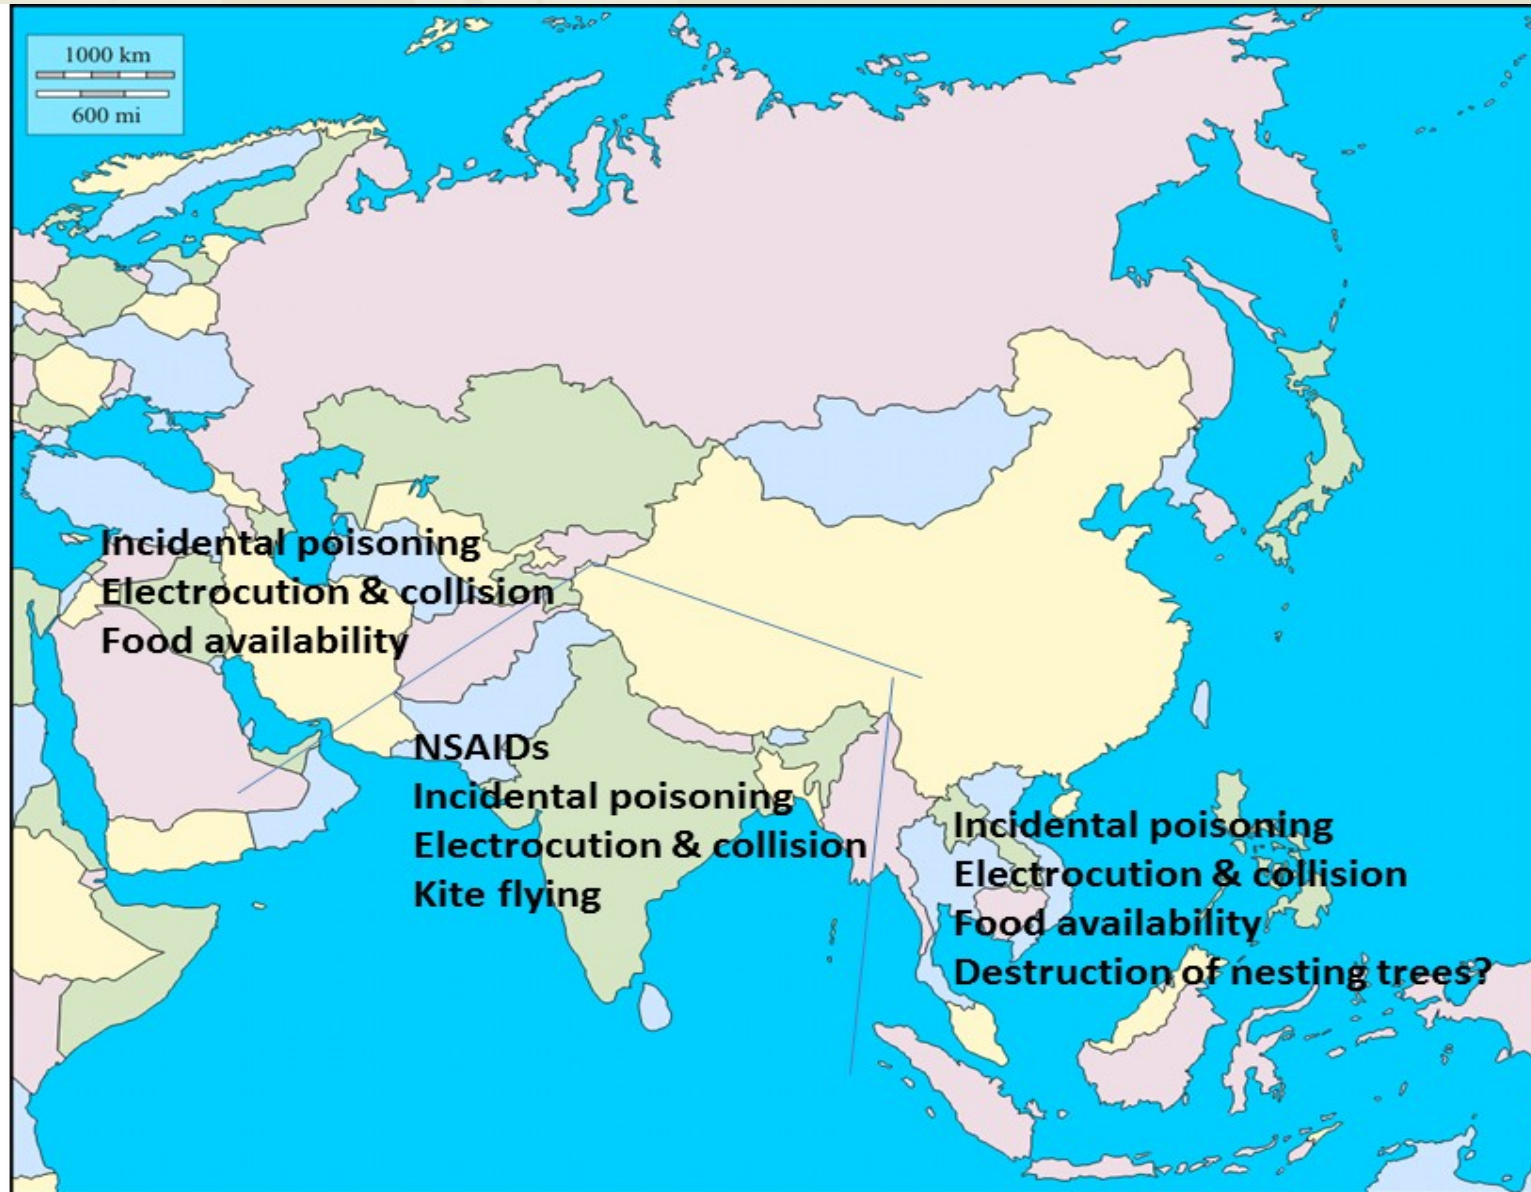 1000 km
600 mi
Incidental poisoning
Electrocution & collision
Food availability
NSAIDs
Incidental poisoning
Electrocution & collision
Kite flying
Incidental poisoning
Electrocution & collision
Food availability
Destruction of nesting trees?